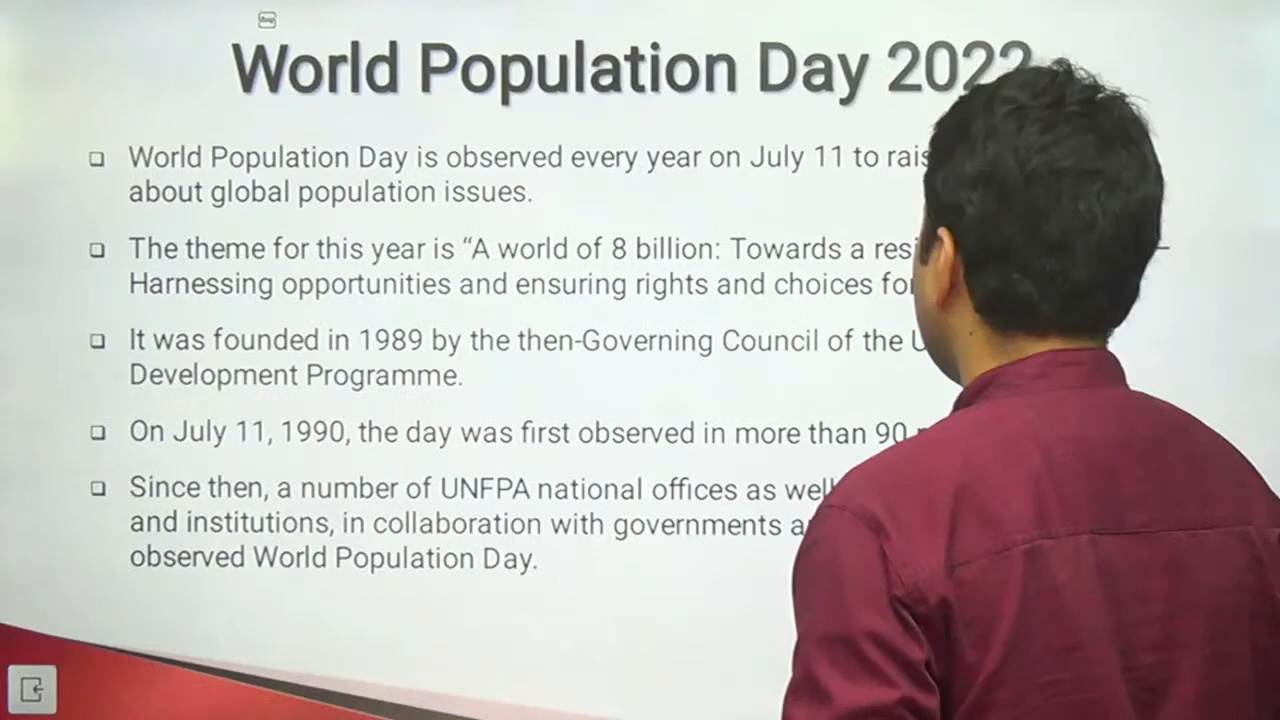 World Population Day 2022
World Population Day is observed every year on July 11 to
about global population issues.
The theme for this year is “A world of 8 billion: Towards a
Harnessing opportunities and ensuring rights and choices
It was founded in 1989 by the then-Governing Council of the
Development Programme.
On July 11, 1990, the day was first observed in more than 90
Since then, a number of UNFPA national offices as well
and institutions, in collaboration with governments
observed World Population Day.